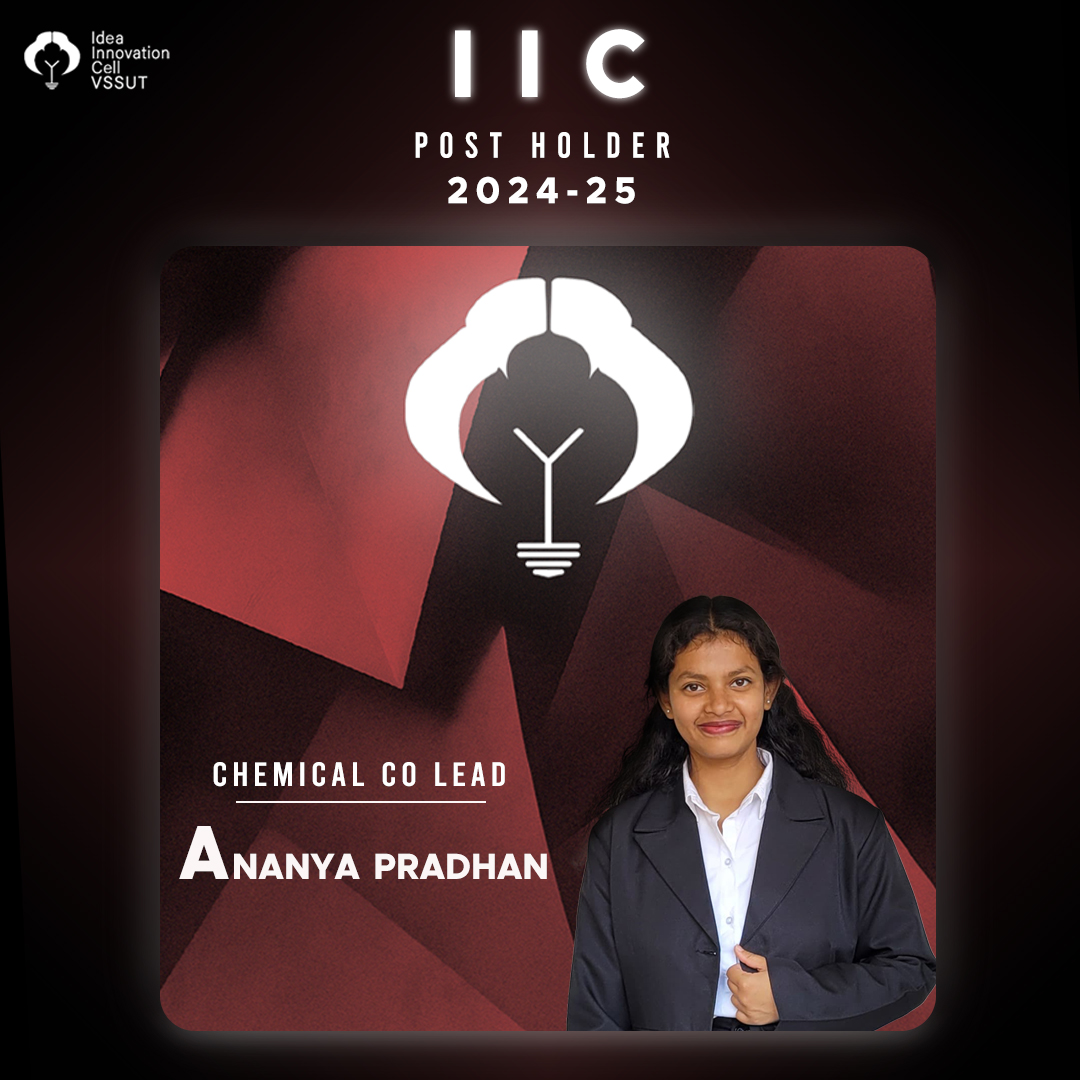 Idea
Innovation
Cell
VSSUT
IIC
POST HOLDER
2024-25
CHEMICAL CO LEAD
ANANYA PRADHAN